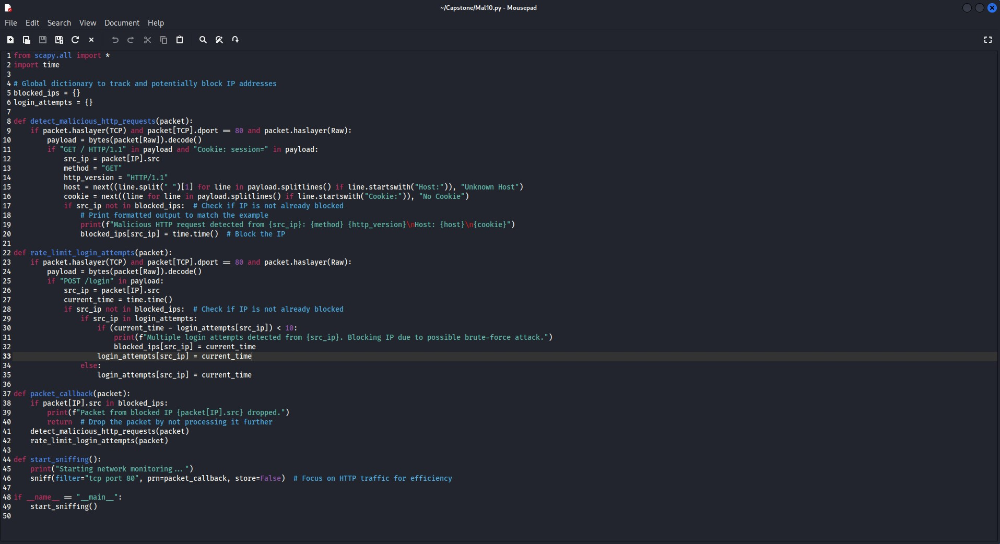 ~/Capstone/Mal10.py - Mousepad
File Edit Search View Document Help
1 from scapy.all import *
2 import time
3
4 # Global dictionary to track and potentially block IP addresses
5 blocked_ips = {}
6 login_attempts = {}
7
8 def detect_malicious_http_requests(packet):
9     if packet.haslayer(TCP) and packet[TCP].dport == 80 and packet.haslayer(Raw):
10         payload = bytes(packet[Raw]).decode()
11         if "GET / HTTP/1.1" in payload and "Cookie: session=" in payload:
12             src_ip = packet[IP].src
13             method = "GET"
14             http_version = "HTTP/1.1"
15             host = next((line.split(" ")[1] for line in payload.splitlines() if line.startswith("Host:")), "Unknown Host")
16             cookie = next((line for line in payload.splitlines() if line.startswith("Cookie:")), "No Cookie")
17             if src_ip not in blocked_ips:  # Check if IP is not already blocked
18                 # Print formatted output to match the example
19                 print(f"Malicious HTTP request detected from {src_ip}: {method} {http_version}\nHost: {host}\n{cookie}")
20                 blocked_ips[src_ip] = time.time()  # Block the IP
21
22 def rate_limit_login_attempts(packet):
23     if packet.haslayer(TCP) and packet[TCP].dport == 80 and packet.haslayer(Raw):
24         payload = bytes(packet[Raw]).decode()
25         if "POST /login" in payload:
26             src_ip = packet[IP].src
27             current_time = time.time()
28             if src_ip not in blocked_ips:  # Check if IP is not already blocked
29                 if src_ip in login_attempts:
30                     if (current_time - login_attempts[src_ip]) < 10:
31                         print(f"Multiple login attempts detected from {src_ip}. Blocking IP due to possible brute-force attack.")
32                         blocked_ips[src_ip] = current_time
33                     login_attempts[src_ip] = current_time
34                 else:
35                     login_attempts[src_ip] = current_time
36
37 def packet_callback(packet):
38     if packet[IP].src in blocked_ips:
39         print(f"Packet from blocked IP {packet[IP].src} dropped.")
40         return  # Drop the packet by not processing it further
41     detect_malicious_http_requests(packet)
42     rate_limit_login_attempts(packet)
43
44 def start_sniffing():
45     print("Starting network monitoring...")
46     sniff(filter="tcp port 80", prn=packet_callback, store=False)  # Focus on HTTP traffic for efficiency
47
48 if __name__ == "__main__":
49     start_sniffing()
50